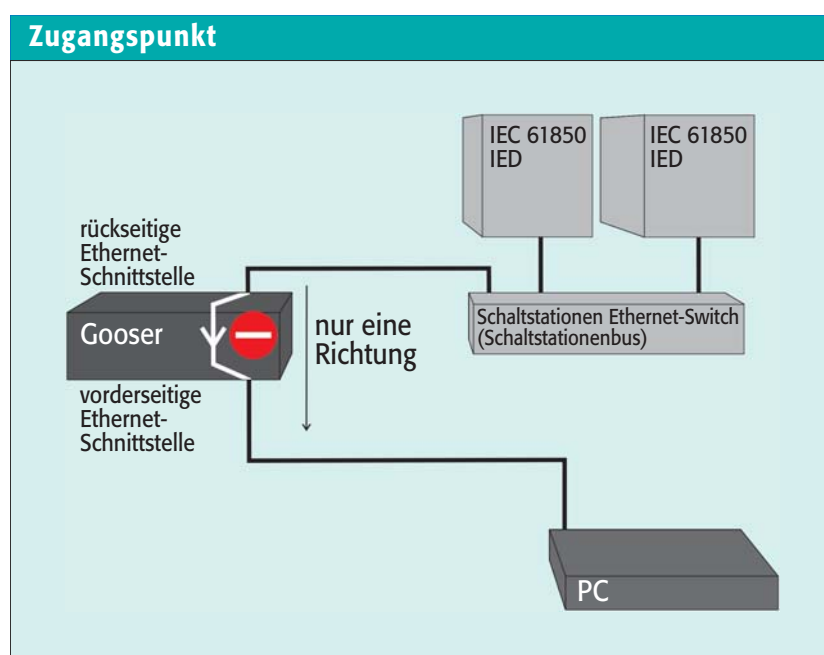 Zugangspunkt
IEC 61850
IED
IEC 61850
IED
rückseitige
Ethernet-
Schnittstelle
Gooser
nur eine
Richtung
Schaltstationen Ethernet-Switch
(Schaltstationenbus)
vorderseitige
Ethernet-
Schnittstelle
PC